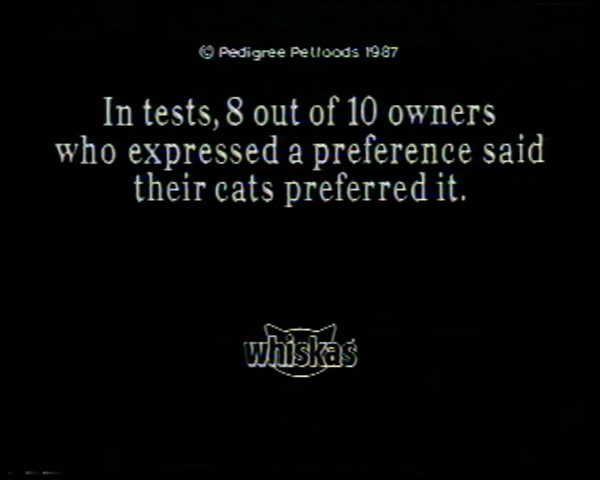 © Pedigree Petfoods 1987
In tests, 8 out of 10 owners
who expressed a preference said
their cats preferred it.
whiskas